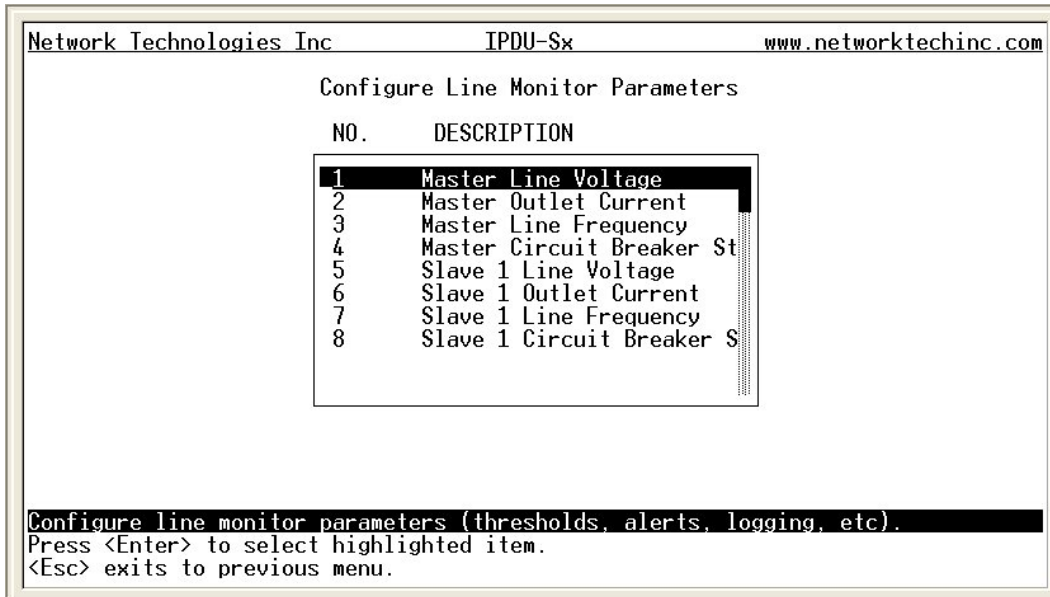 Network Technologies Inc IPDU-Sx www.networktechinc.com
Configure Line Monitor Parameters
NO. DESCRIPTION
1 Master Line Voltage
2 Master Outlet Current
3 Master Line Frequency
4 Master Circuit Breaker St
5 Slave 1 Line Voltage
6 Slave 1 Outlet Current
7 Slave 1 Line Frequency
8 Slave 1 Circuit Breaker S
Configure line monitor parameters (thresholds, alerts, logging, etc).
Press <Enter> to select highlighted item.
<Esc> exits to previous menu.